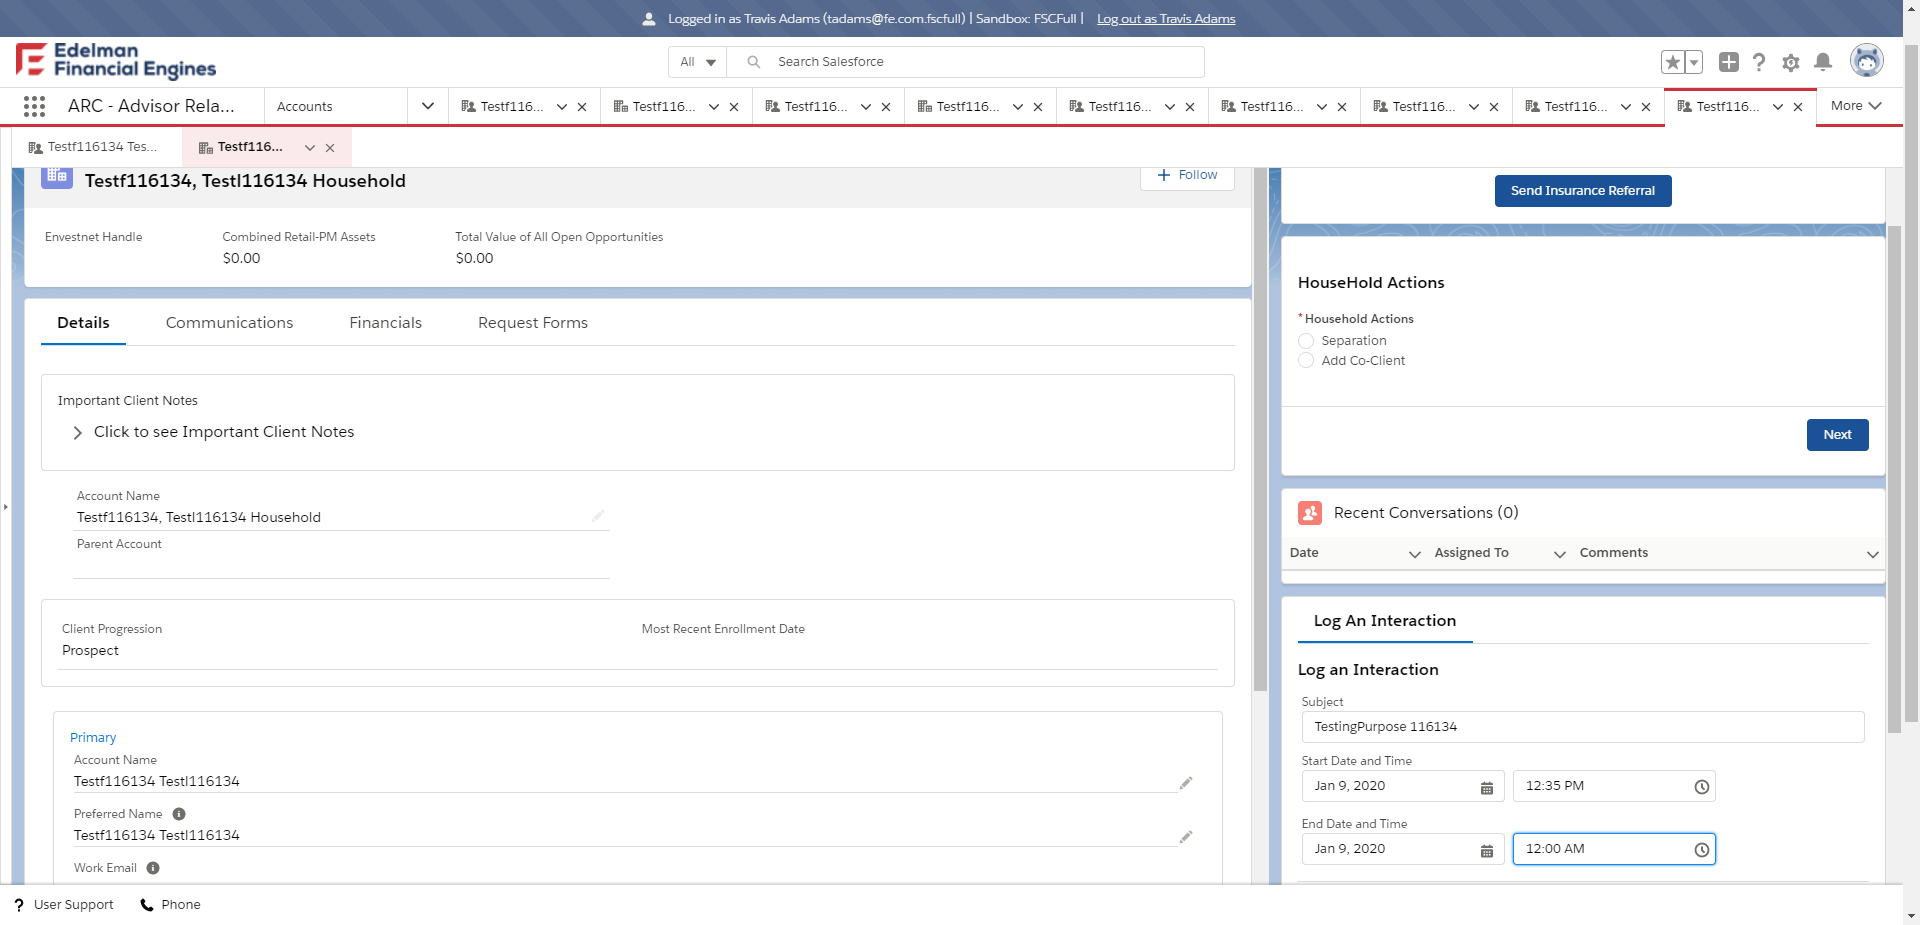 Logged in as Travis Adams (tadams@fe.com.fscfull) | Sandbox: FSCFull | Log out as Travis Adams
Edelman
Financial Engines
All
Search Salesforce
ARC - Advisor Rela...
Accounts
Testf116...
Testf116...
Testf116...
Testf116...
Testf116...
Testf116...
Testf116...
Testf116...
Testf116...
More
Testf116134 Tes...
Testf116...
Testf116134, Testl116134 Household
Follow
Envestnet Handle
Combined Retail-PM Assets
$0.00
Total Value of All Open Opportunities
$0.00
Details
Communications
Financials
Request Forms
Important Client Notes
Click to see Important Client Notes
Account Name
Testf116134, Testl116134 Household
Parent Account
Client Progression
Prospect
Most Recent Enrollment Date
Primary
Account Name
Testf116134 Testl116134
Preferred Name
Testf116134 Testl116134
Work Email
Send Insurance Referral
HouseHold Actions
*Household Actions
Separation
Add Co-Client
Next
Recent Conversations (0)
Date
Assigned To
Comments
Log An Interaction
Log an Interaction
Subject
TestingPurpose 116134
Start Date and Time
Jan 9, 2020
12:35 PM
End Date and Time
Jan 9, 2020
12:00 AM
User Support
Phone